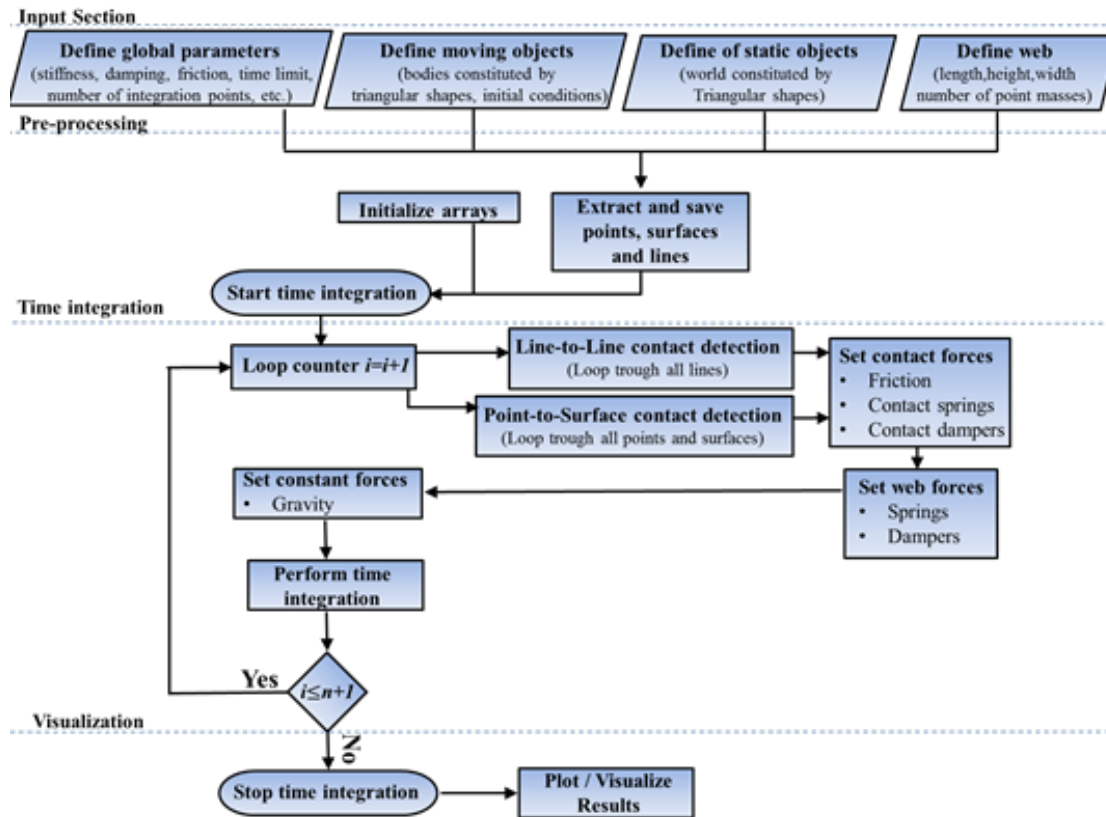 Input Section
Define global parameters
(stiffness, damping, friction, time limit,
number of integration points, etc.)
Define moving objects
(bodies constituted by
triangular shapes, initial conditions)
Define of static objects
(world constituted by
Triangular shapes)
Define web
(length,height,width
number of point masses)
Pre-processing
Initialize arrays
Extract and save
points, surfaces
and lines
Start time integration
Time integration
Loop counter i=i+1
Line-to-Line contact detection
(Loop trough all lines)
Point-to-Surface contact detection
(Loop trough all points and surfaces)
Set contact forces
• Friction
• Contact springs
• Contact dampers
Set web forces
• Springs
• Dampers
Set constant forces
• Gravity
Perform time
integration
i≤n+1
Yes
No
Visualization
Stop time integration
Plot / Visualize
Results